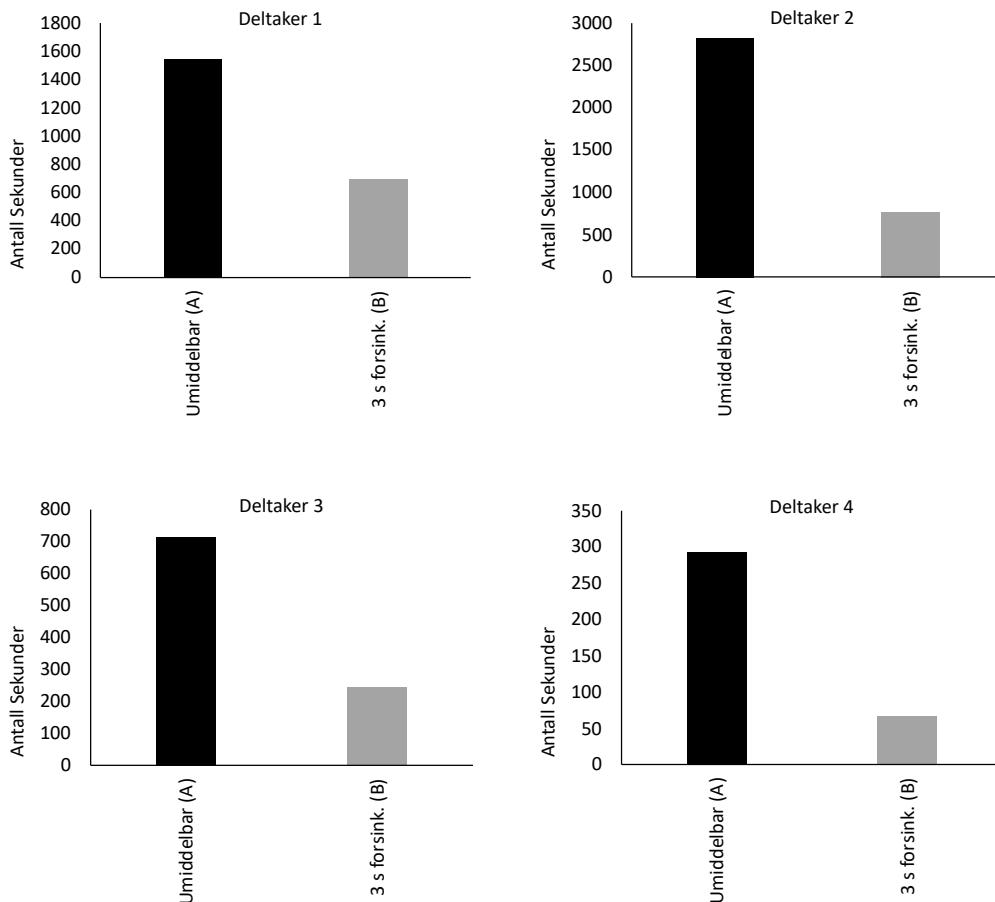 Deltaker 1
Antall Sekunder
1800
1600
1400
1200
1000
800
600
400
200
0
Umiddelbar (A)
3 s forsink. (B)
Deltaker 2
Antall Sekunder
3000
2500
2000
1500
1000
500
0
Umiddelbar (A)
3 s forsink. (B)
Deltaker 3
Antall Sekunder
800
700
600
500
400
300
200
100
0
Umiddelbar (A)
3 s forsink. (B)
Deltaker 4
Antall Sekunder
350
300
250
200
150
100
50
0
Umiddelbar (A)
3 s forsink. (B)